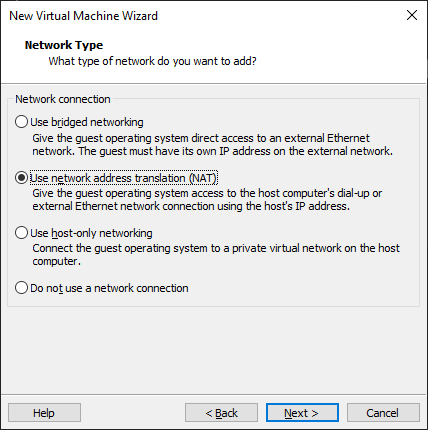 New Virtual Machine Wizard
Network Type
What type of network do you want to add?
Network connection
Use bridged networking
Give the guest operating system direct access to an external Ethernet
network. The guest must have its own IP address on the external network.
Use network address translation (NAT)
Give the guest operating system access to the host computer's dial-up or
external Ethernet network connection using the host's IP address.
Use host-only networking
Connect the guest operating system to a private virtual network on the host
computer.
Do not use a network connection
Help
< Back
Next >
Cancel